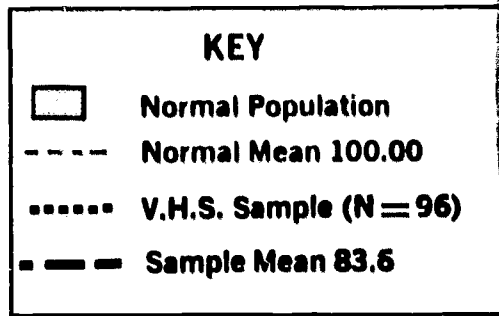 KEY
Normal Population
Normal Mean 100.00
V.H.S. Sample (N = 96)
Sample Mean 83.6